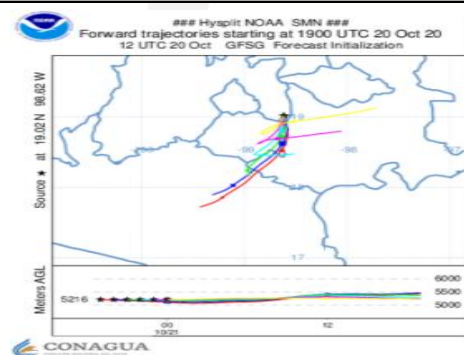 NOAA
### Hysplit NOAA SMN ###
Forward trajectories starting at 1900 UTC 20 Oct 20
12 UTC 20 Oct GFSG Forecast Initialization
Source ★ at 19.02 N 98.62 W
-99
-98
17
Meters AGL
5216
6000
5500
5000
00
12
10/21
CONAGUA